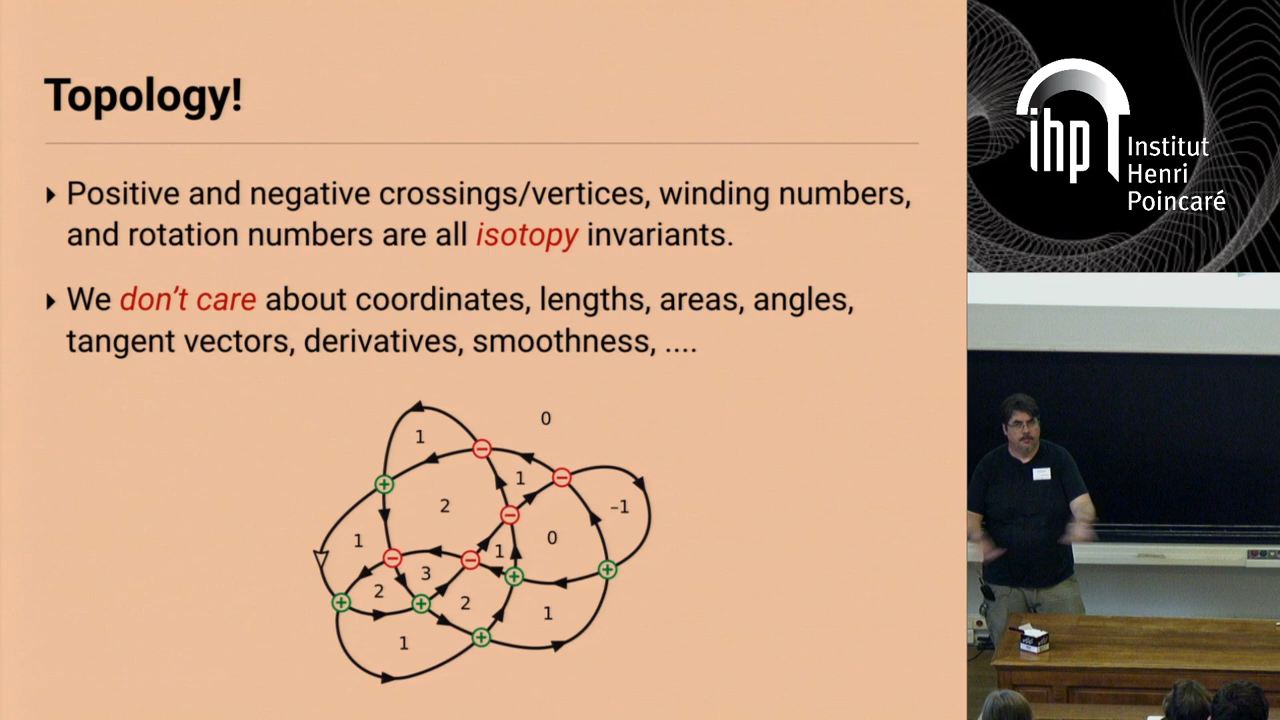 Topology!
‣ Positive and negative crossings/vertices, winding numbers,
and rotation numbers are all isotopy invariants.
‣ We don't care about coordinates, lengths, areas, angles,
tangent vectors, derivatives, smoothness, ....
0
1
1
2
–1
1
0
1
3
2
2
1
1
ihp Institut
Henri
Poincaré